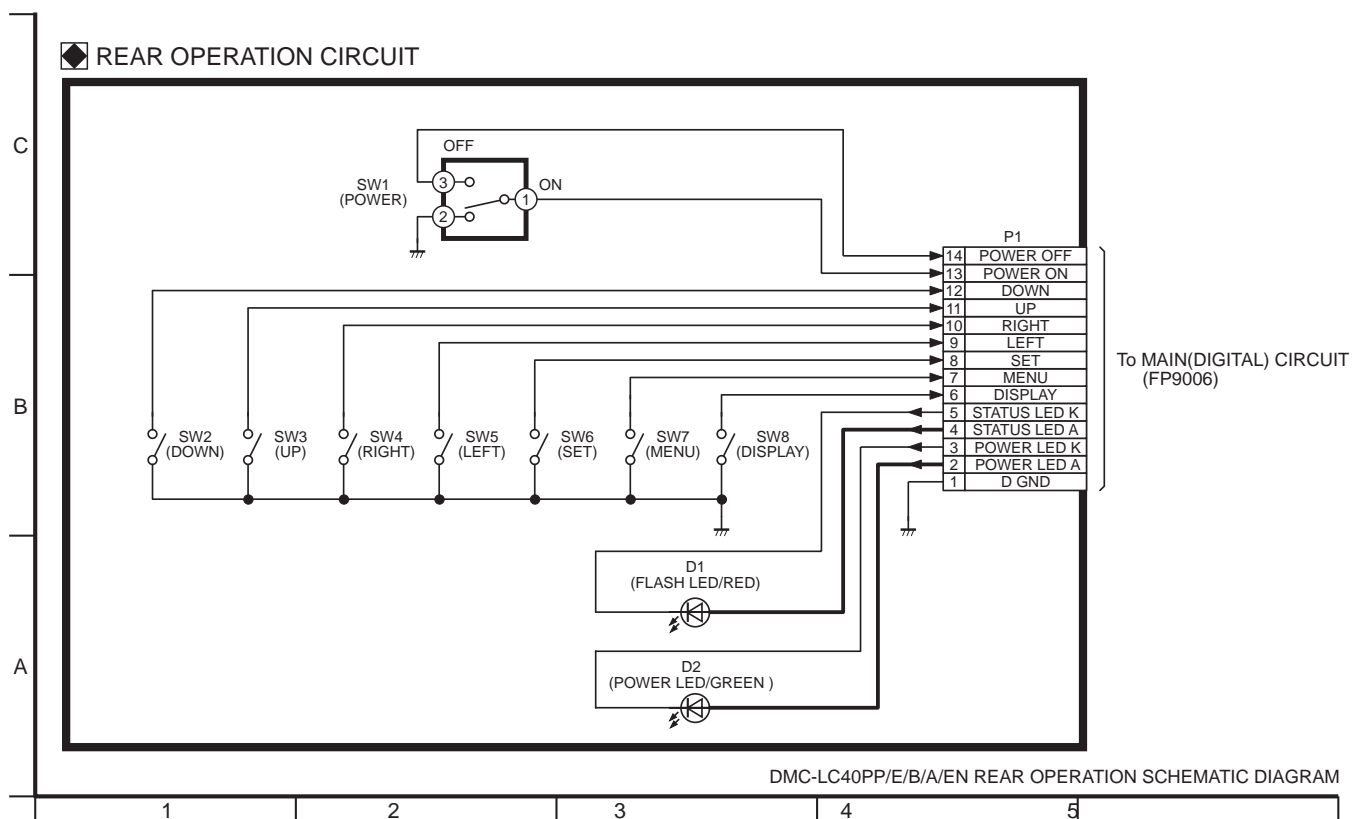 REAR OPERATION CIRCUIT
C
OFF
SW1
(POWER)
3
2
1
ON
P1
14 POWER OFF
13 POWER ON
12 DOWN
11 UP
10 RIGHT
9 LEFT
8 SET
7 MENU
6 DISPLAY
5 STATUS LED K
4 STATUS LED A
3 POWER LED K
2 POWER LED A
1 D GND
To MAIN(DIGITAL) CIRCUIT
(FP9006)
B
SW2
(DOWN)
SW3
(UP)
SW4
(RIGHT)
SW5
(LEFT)
SW6
(SET)
SW7
(MENU)
SW8
(DISPLAY)
D1
(FLASH LED/RED)
A
D2
(POWER LED/GREEN )
DMC-LC40PP/E/B/A/EN REAR OPERATION SCHEMATIC DIAGRAM
1 2 3 4 5